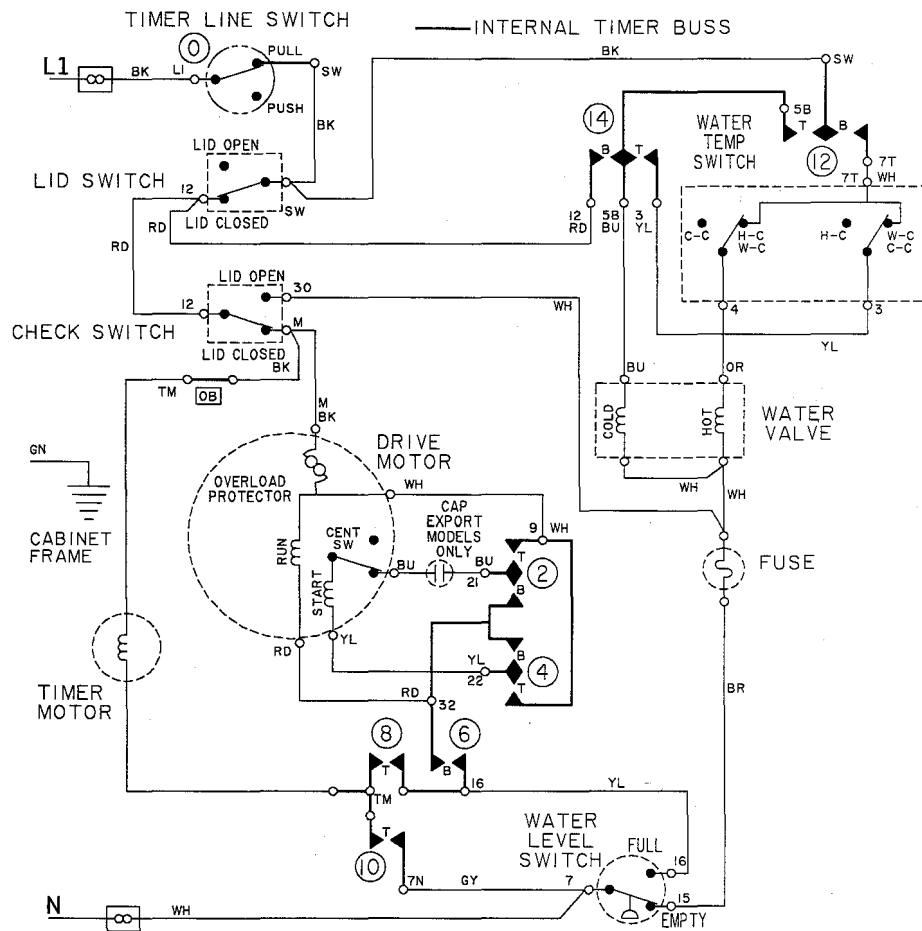 TIMER LINE SWITCH
INTERNAL TIMER BUSS
0
PULL
L1
BK
LI
SW
PUSH
BK
BK
SW
LID OPEN
LID SWITCH
12
SW
LID CLOSED
RD
RD
14
5B
T
B
WATER
TEMP
SWITCH
12
7T
7T
WH
B
T
12
RD
5B
BU
3
YL
C-C
H-C
W-C
H-C
W-C
C-C
4
3
YL
LID OPEN
30
WH
12
CHECK SWITCH
M
LID CLOSED
BK
TM
OB
M
BK
BU
OR
COLD
HOT
WATER
VALVE
WH
WH
GN
CABINET
FRAME
DRIVE
MOTOR
OVERLOAD
PROTECTOR
WH
CAP
EXPORT
MODELS
ONLY
9
WH
CENT
SW
RUN
START
BU
BU
21
T
2
B
FUSE
RD
YL
YL
22
B
4
T
TIMER
MOTOR
RD
32
BR
8
6
T
B
TM
16
YL
T
10
WATER
LEVEL
SWITCH
FULL
16
7N
GY
7
15
EMPTY
N
WH